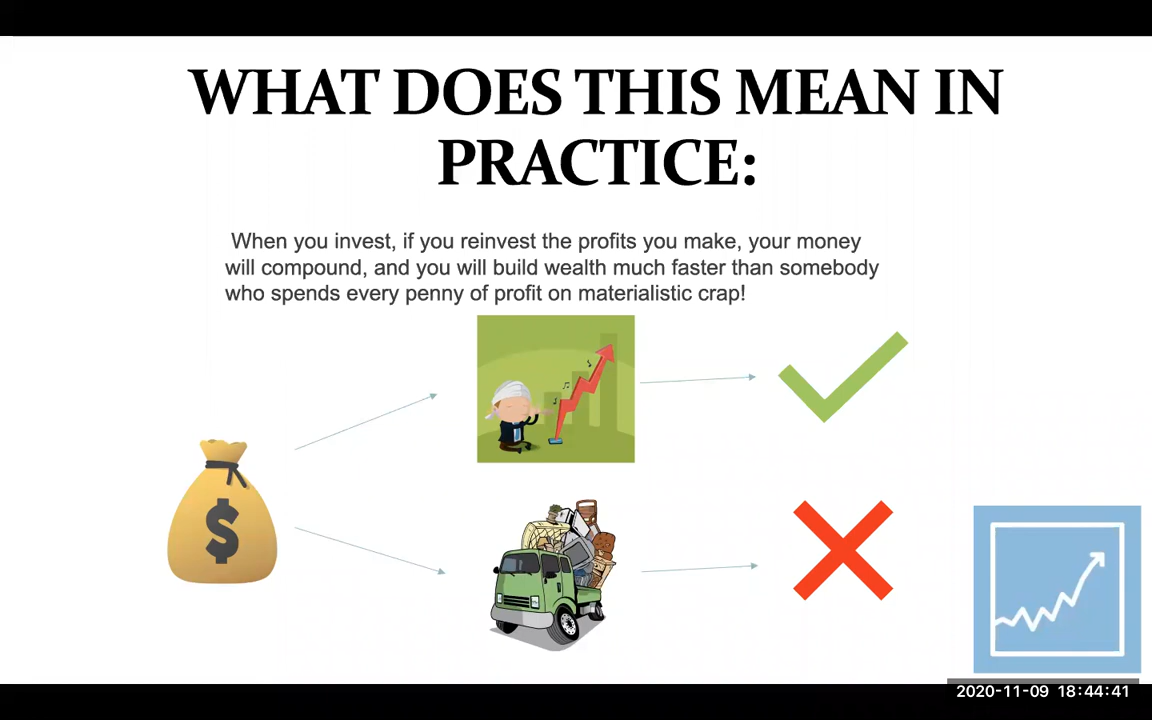 WHAT DOES THIS MEAN IN
PRACTICE:
When you invest, if you reinvest the profits you make, your money
will compound, and you will build wealth much faster than somebody
who spends every penny of profit on materialistic crap!
$
2020-11-09 18:44:41